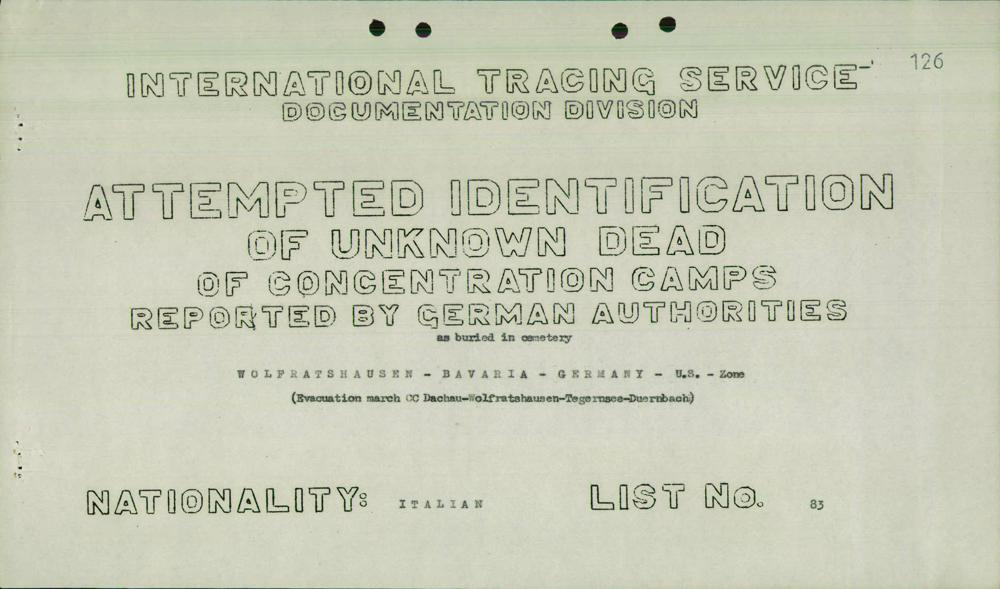 126
INTERNATIONAL TRACING SERVICE
DOCUMENTATION DIVISION
ATTEMPTED IDENTIFICATION
OF UNKNOWN DEAD
OF CONCENTRATION CAMPS
REPORTED BY GERMAN AUTHORITIES
as buried in cemetery
WOLFRATSHAUSEN - BAVARIA - GERMANY - U.S. - Zone
(Evacuation march CC Dachau-Wolfratshausen-Tegernsee-Duernbach)
NATIONALITY: ITALIAN LIST No. 83